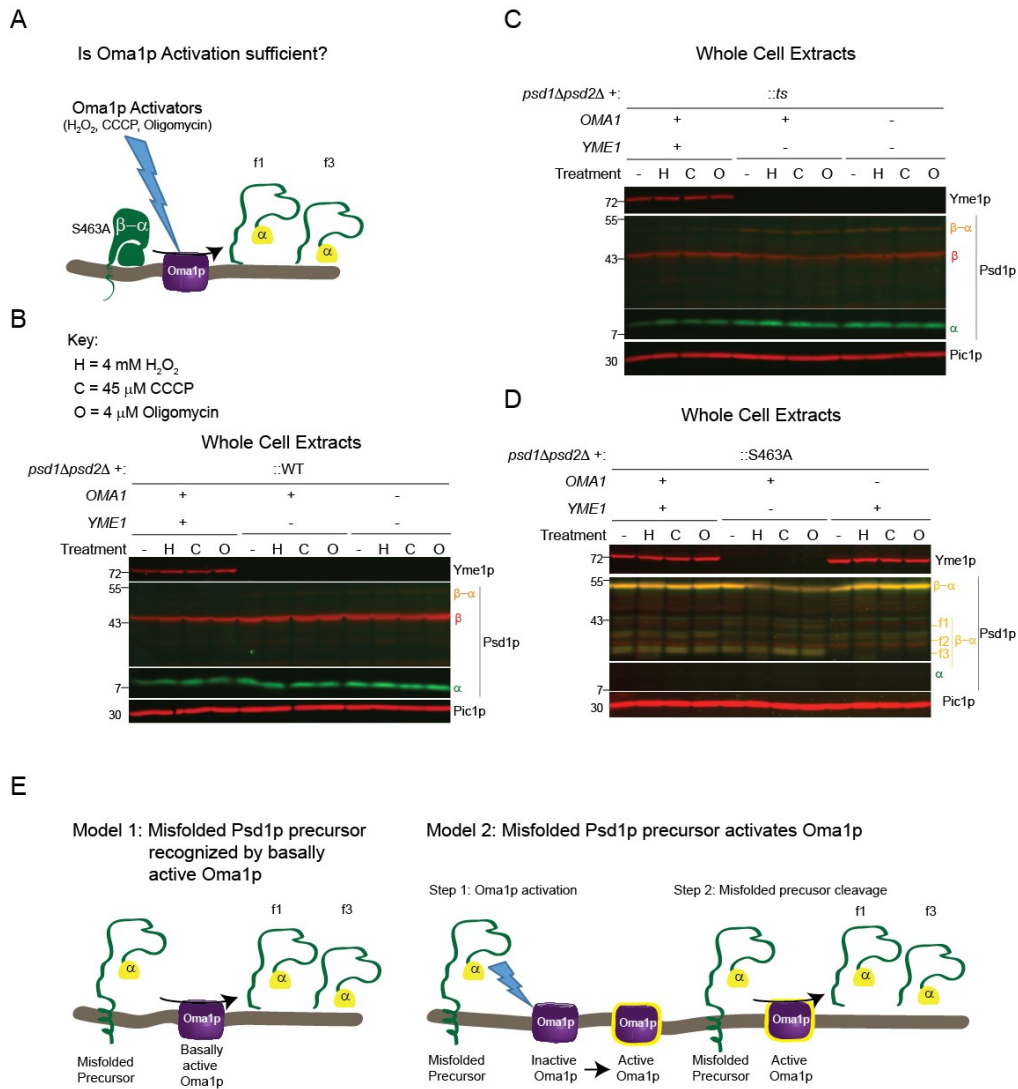 A
Is Oma1p Activation sufficient?
Oma1p Activators
(H₂O₂, CCCP, Oligomycin)
f1
f3
S463A
β-α
α
α
Oma1p
B
Key:
H = 4 mM H₂O₂
C = 45 μM CCCP
O = 4 μM Oligomycin
Whole Cell Extracts
psd1Δpsd2Δ +:
::WT
OMA1 + + -
YME1 + - -
Treatment - H C O - H C O - H C O
72
Yme1p
55
β-α
43
β
Psd1p
7
α
30
Pic1p
C
Whole Cell Extracts
psd1Δpsd2Δ +:
::ts
OMA1 + + -
YME1 + - -
Treatment - H C O - H C O - H C O
72
Yme1p
55
β-α
β
43
Psd1p
7
α
30
Pic1p
D
Whole Cell Extracts
psd1Δpsd2Δ +:
::S463A
OMA1 + + -
YME1 + - +
Treatment - H C O - H C O - H C O
72
Yme1p
55
β-α
43
f1
f2
β-α
Psd1p
f3
α
7
30
Pic1p
E
Model 1: Misfolded Psd1p precursor
recognized by basally
active Oma1p
f1
f3
α
α
α
Oma1p
Misfolded
Precursor
Basally
active
Oma1p
Model 2: Misfolded Psd1p precursor activates Oma1p
Step 1: Oma1p activation
Step 2: Misfolded precusor cleavage
f1
f3
α
α
α
α
Oma1p
Oma1p
Oma1p
Misfolded
Precursor
Inactive
Oma1p
Active
Oma1p
Misfolded
Precursor
Active
Oma1p